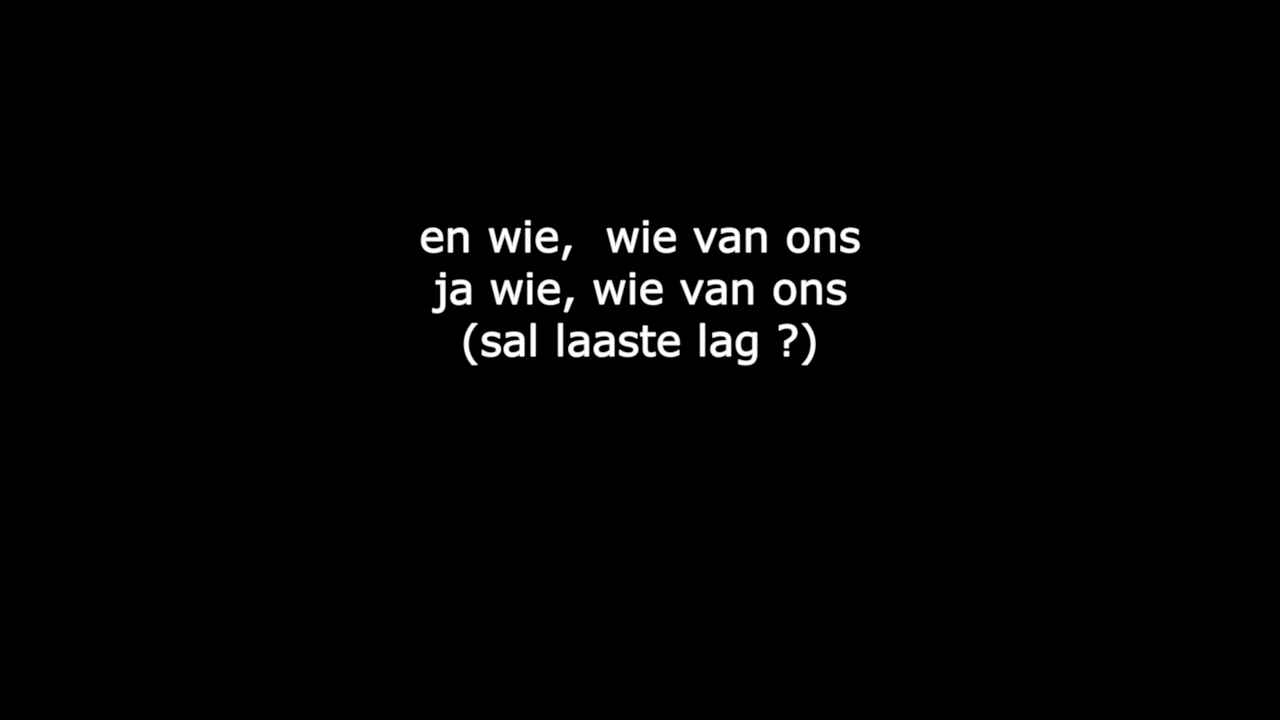 en wie,  wie van ons
ja wie, wie van ons
(sal laaste lag ?)